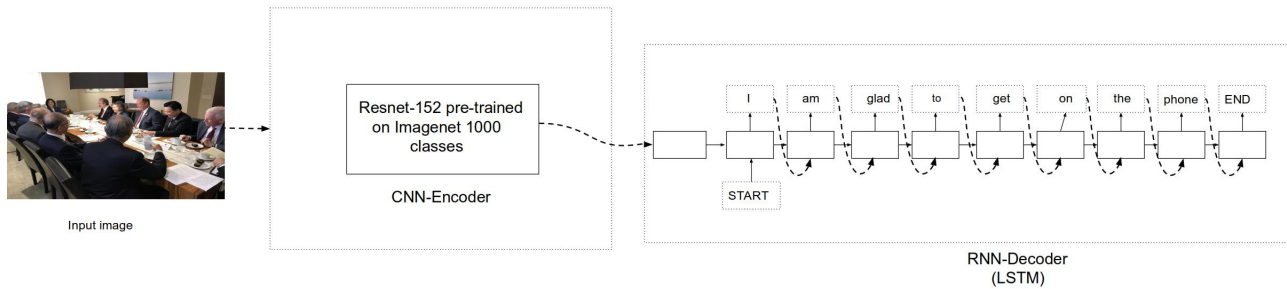 Input image
Resnet-152 pre-trained
on Imagenet 1000
classes
CNN-Encoder
I am glad to get on the phone END
START
RNN-Decoder
(LSTM)